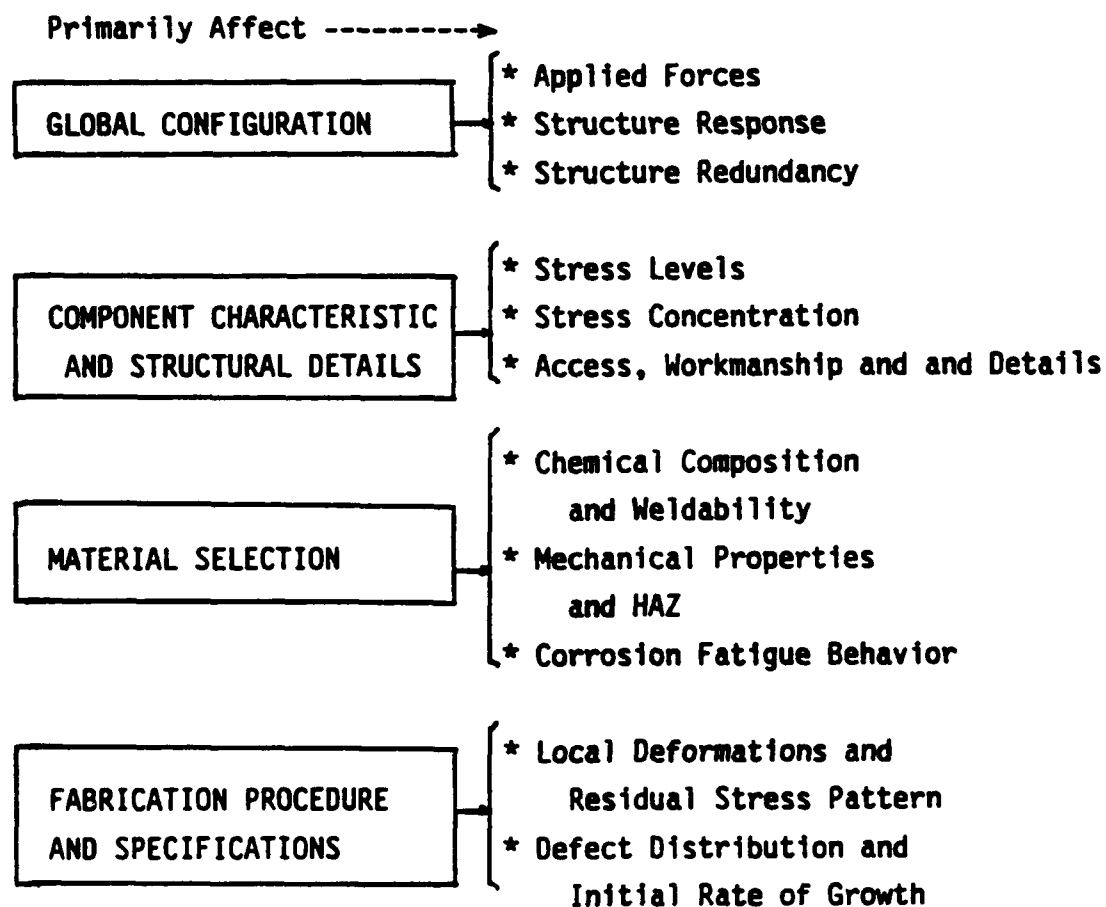 Primarily Affect ---------->
GLOBAL CONFIGURATION
* Applied Forces
* Structure Response
* Structure Redundancy
COMPONENT CHARACTERISTIC
AND STRUCTURAL DETAILS
* Stress Levels
* Stress Concentration
* Access, Workmanship and and Details
MATERIAL SELECTION
* Chemical Composition
and Weldability
* Mechanical Properties
and HAZ
* Corrosion Fatigue Behavior
FABRICATION PROCEDURE
AND SPECIFICATIONS
* Local Deformations and
Residual Stress Pattern
* Defect Distribution and
Initial Rate of Growth